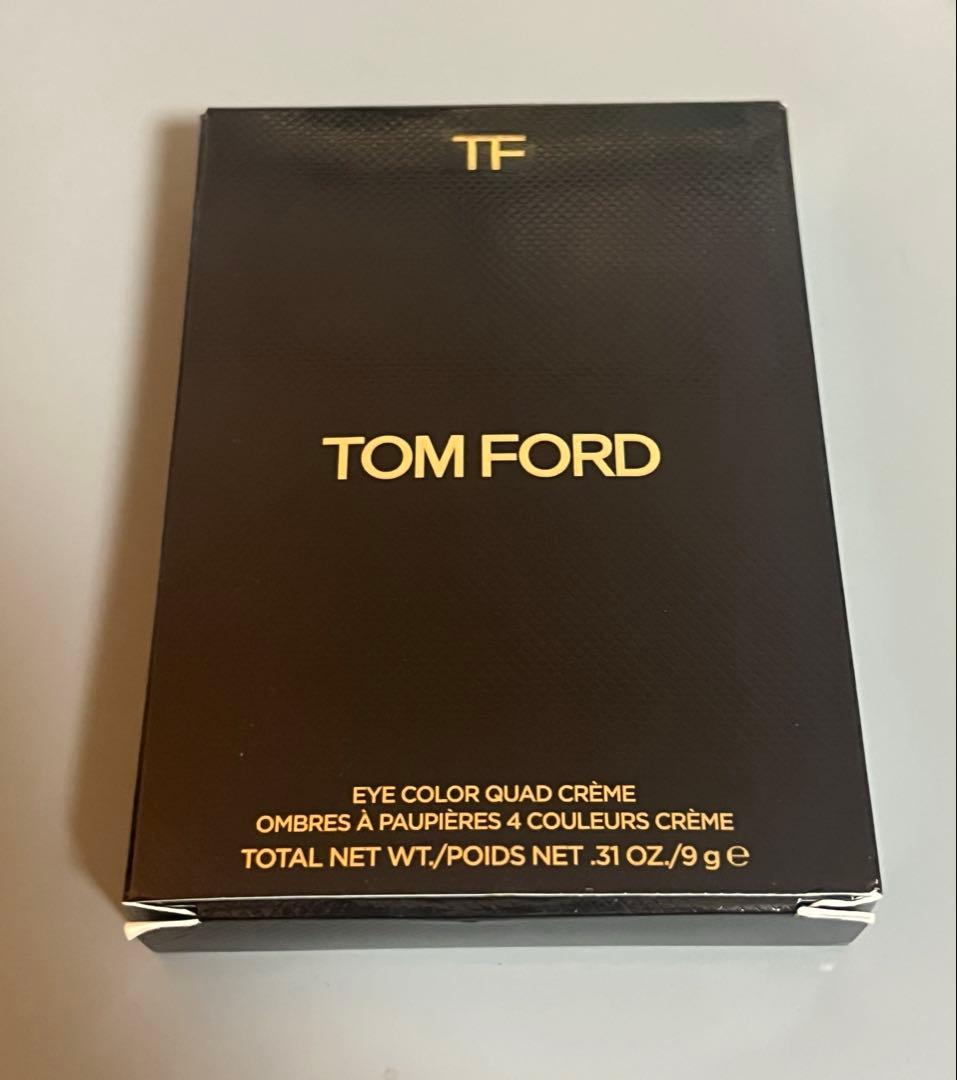 TF
TOM FORD
EYE COLOR QUAD CRÈME
OMBRES À PAUPIÈRES 4 COULEURS CRÈME
TOTAL NET WT./POIDS NET .31 OZ./9 g ℮